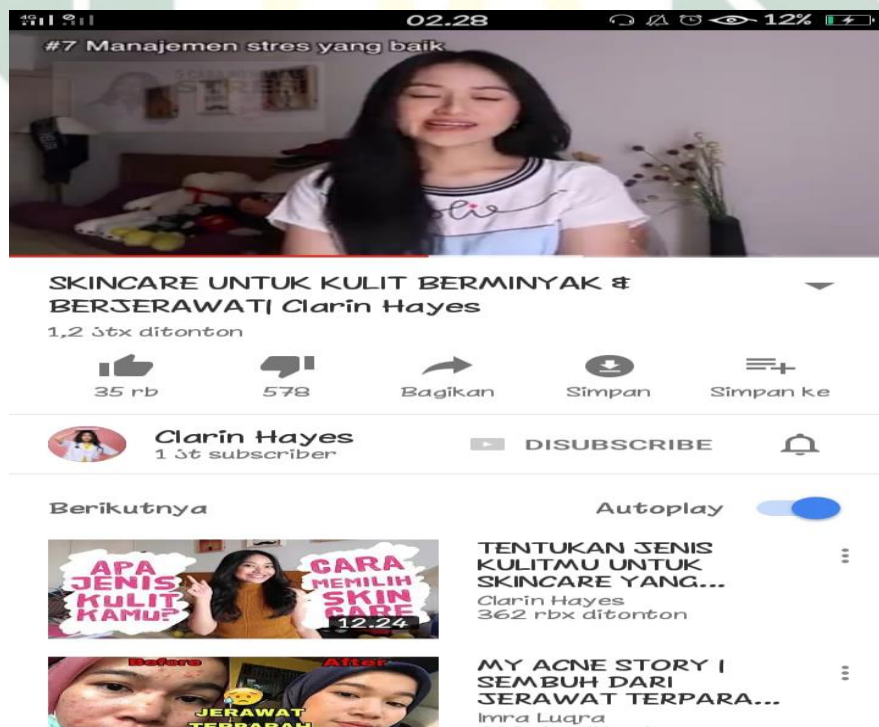 4G
02.28
12%
#7 Manajemen stres yang baik
STRES
SKINCARE UNTUK KULIT BERMINYAK &
BERJERAWAT| Clarin Hayes
1,2 jtx ditonton
35 rb
578
Bagikan
Simpan
Simpan ke
Clarin Hayes
1 jt subscriber
DISUBSCRIBE
Berikutnya
Autoplay
APA
JENIS
KULIT
KAMU?
CARA
MEMILIH
SKIN
CARE
12.24
TENTUKAN JENIS
KULITMU UNTUK
SKINCARE YANG...
Clarin Hayes
362 rbx ditonton
Before
After
JERAWAT
TERPARAH
MY ACNE STORY |
SEMBUH DARI
JERAWAT TERPARA...
Imra Luqra